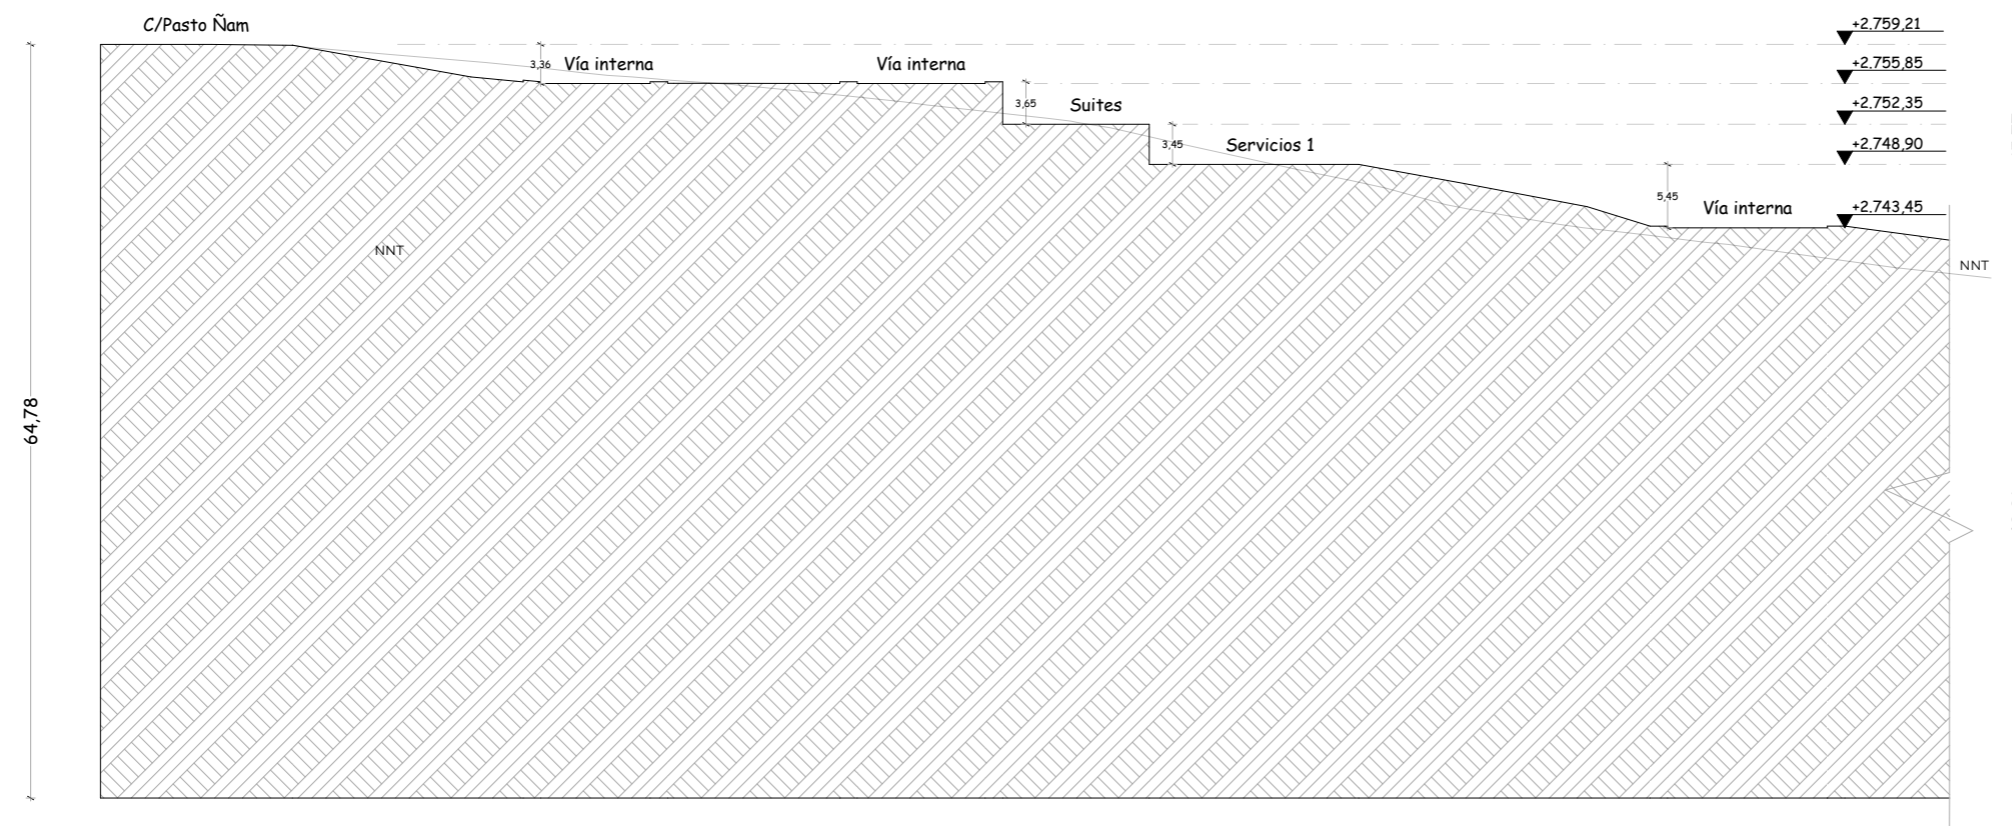 C/Pasto Ñam
+2.759,21
3,36
Vía interna
Vía interna
+2.755,85
3,65
Suites
+2.752,35
3,45
Servicios 1
+2.748,90
5,45
Vía interna
+2.743,45
NNT
NNT
64,78